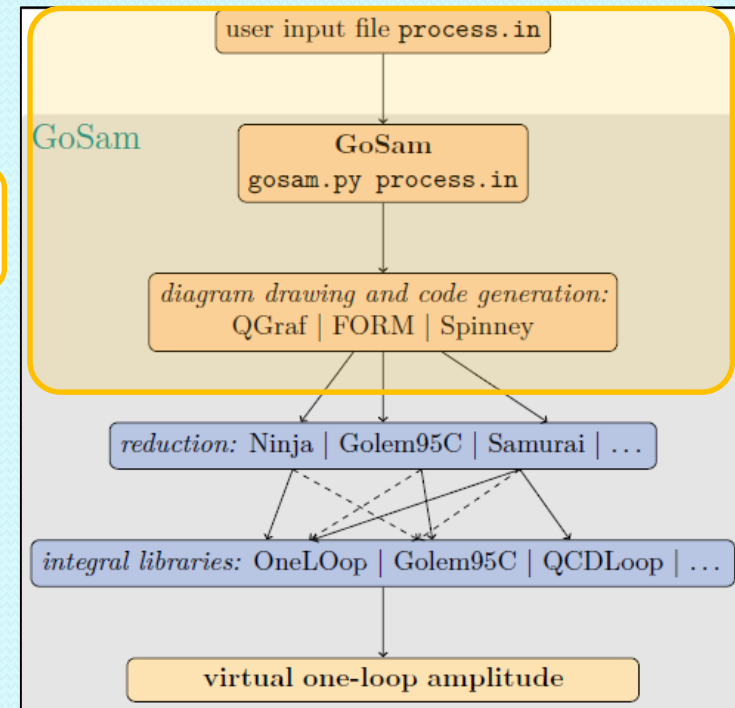 user input file process.in
GoSam
GoSam
gosam.py process.in
diagram drawing and code generation:
QGraf | FORM | Spinney
reduction: Ninja | Golem95C | Samurai | ...
integral libraries: OneLOop | Golem95C | QCDLoop | ...
virtual one-loop amplitude